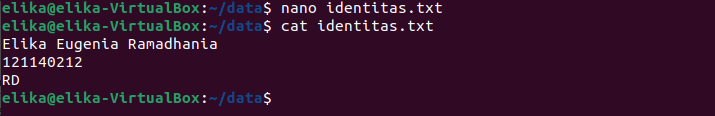 elika@elika-VirtualBox:~/data$ nano identitas.txt
elika@elika-VirtualBox:~/data$ cat identitas.txt
Elika Eugenia Ramadhania
121140212
RD
elika@elika-VirtualBox:~/data$